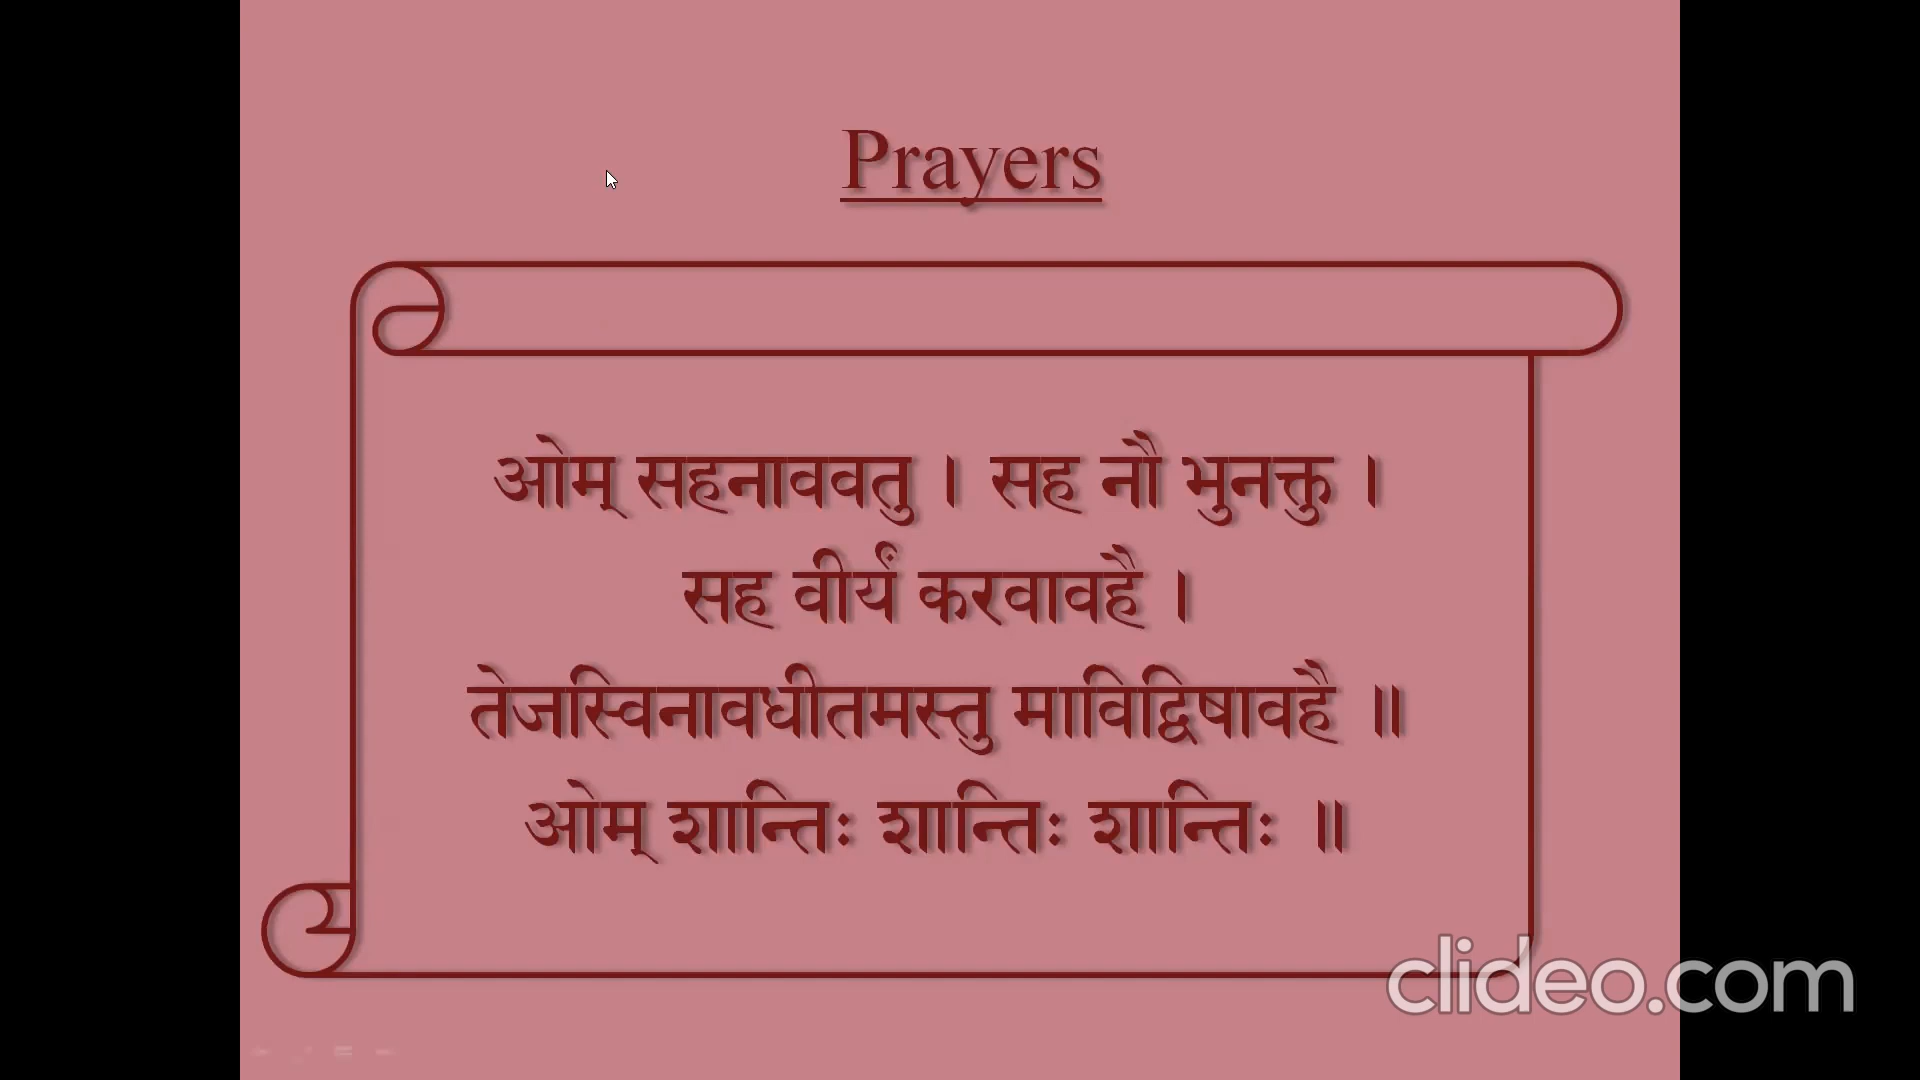 Prayers
ओम् सहनाववतु । सह नौ भुनक्तु ।
सह वीर्यं करवावहै ।
तेजस्विनावधीतमस्तु माविद्विषावहै ॥
ओम् शान्तिः शान्तिः शान्तिः ॥
clideo.com